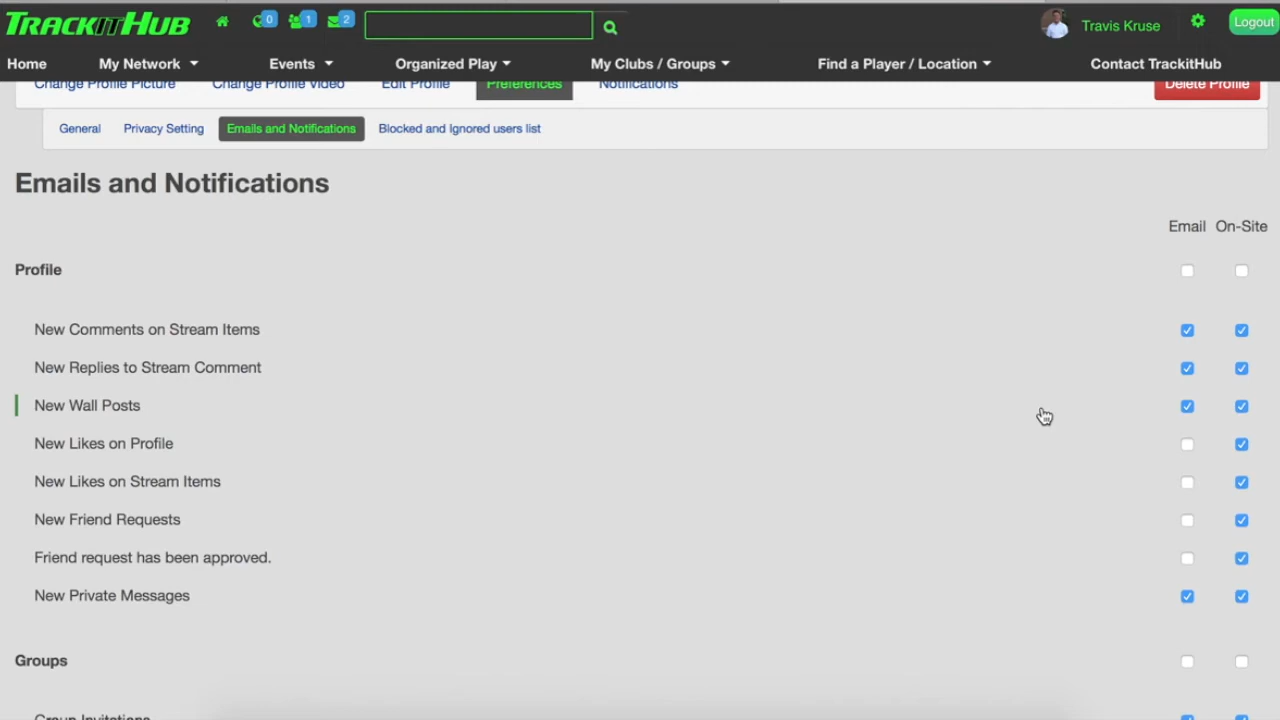 TRACKITHUB 0 1 2 Travis Kruse Logout
Home My Network Events Organized Play My Clubs / Groups Find a Player / Location Contact TrackitHub
Change Profile Picture Change Profile Video Edit Profile Preferences Notifications Delete Profile
General Privacy Setting Emails and Notifications Blocked and Ignored users list
Emails and Notifications
Email On-Site
Profile
New Comments on Stream Items
New Replies to Stream Comment
New Wall Posts
New Likes on Profile
New Likes on Stream Items
New Friend Requests
Friend request has been approved.
New Private Messages
Groups
Group Invitations